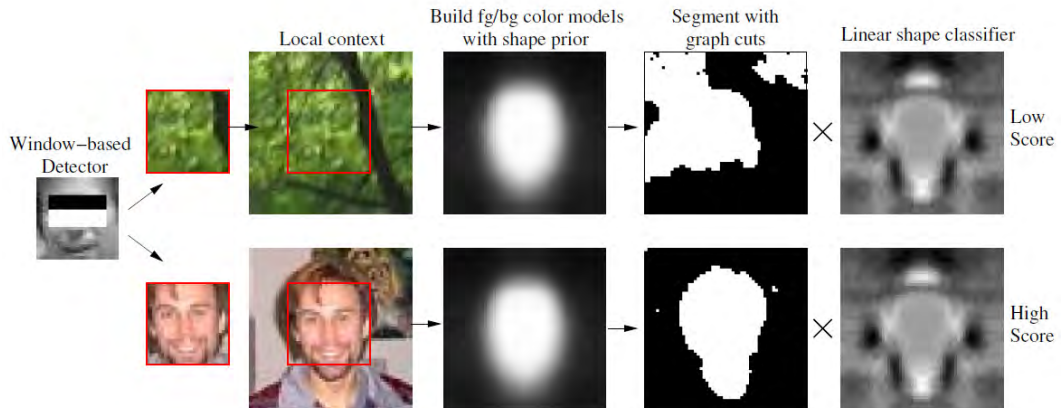 Local context
Build fg/bg color models
with shape prior
Segment with
graph cuts
Linear shape classifier
Window-based
Detector
Low
Score
High
Score